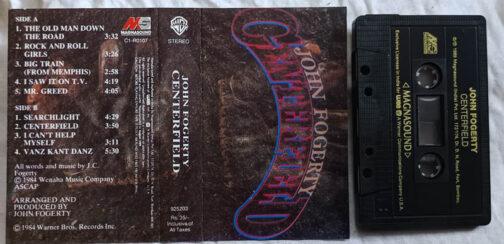 SIDE A
1. THE OLD MAN DOWN
THE ROAD 3:32
2. ROCK AND ROLL
GIRLS 3:26
3. BIG TRAIN
(FROM MEMPHIS) 2:58
4. I SAW IT ON T.V. 4:19
5. MR. GREED 4:05
SIDE B
1. SEARCHLIGHT 4:29
2. CENTERFIELD 3:50
3. I CAN'T HELP
MYSELF 3:11
4. VANZ KANT DANZ 5:30
All words and music by J.C.
Fogerty
© 1984 Wenaha Music Company
ASCAP
ARRANGED AND
PRODUCED BY
JOHN FOGERTY
© 1984 Warner Bros. Records Inc.
MAGNASOUND
C1-R0107
STEREO
JOHN FOGERTY
CENTERFIELD
925203
Rs. 25/-
Inclusive of
All Taxes
JOHN FOGERTY
CENTERFIELD
JOHN FOGERTY
CENTERFIELD
MAGNASOUND